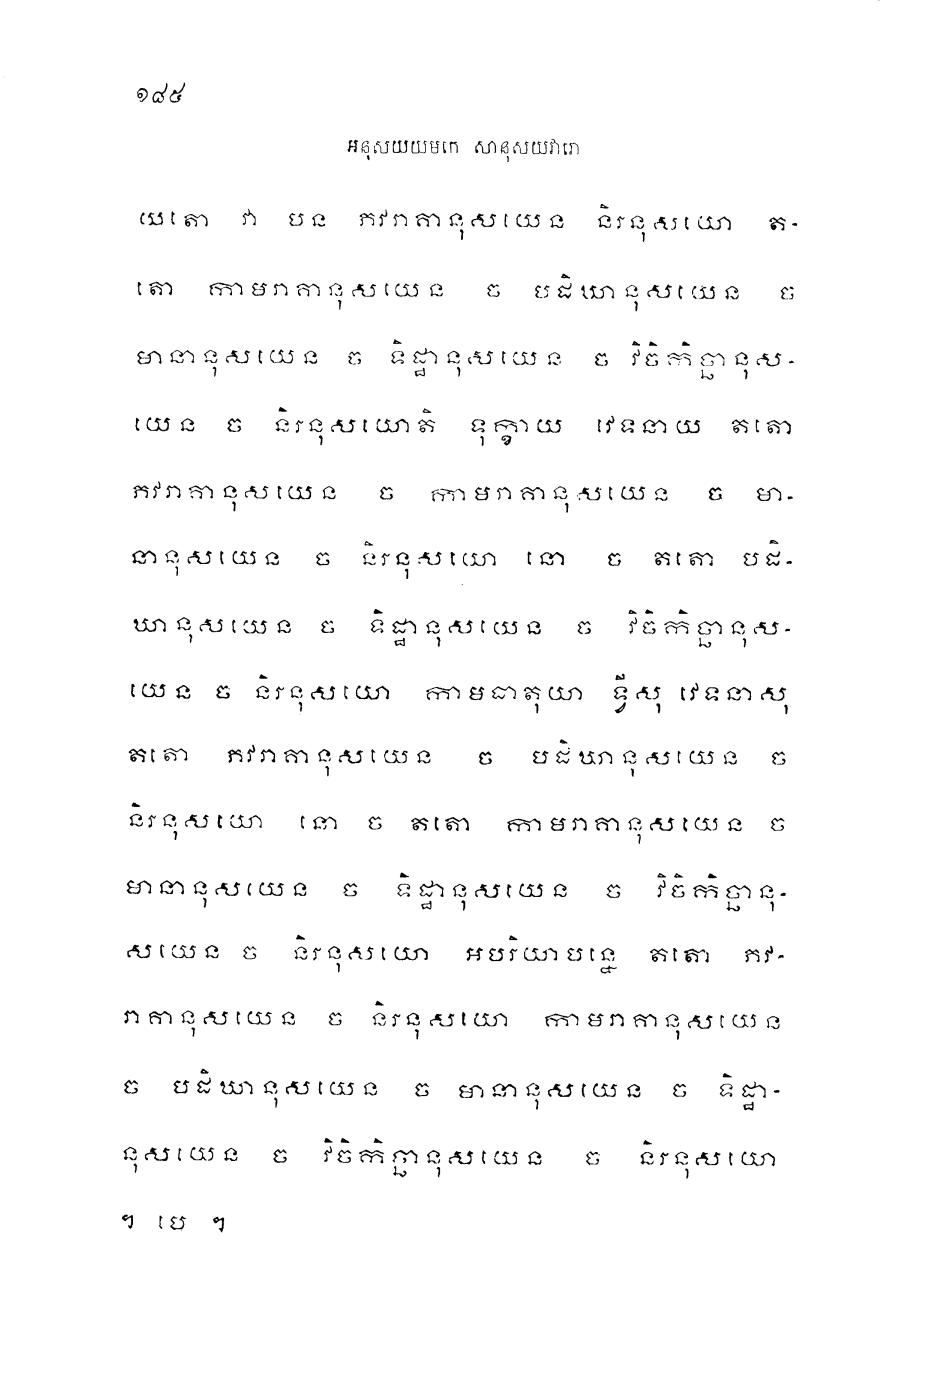 ១៨៥
អនុសយយមកេ សានុសយវារោ
យតោ វា បន ភវរាគានុសយេន និរនុសយោ ត-
តោ កាមរាគានុសយេន ច បដិឃានុសយេន ច
មានានុសយេន ច ទិដ្ឋានុសយេន ច វិចិកិច្ឆានុស-
យេន ច និរនុសយោតិ ទុក្ខាយ វេទនាយ តតោ
ភវរាគានុសយេន ច កាមរាគានុសយេន ច មា-
នានុសយេន ច និរនុសយោ នោ ច តតោ បដិ-
ឃានុសយេន ច ទិដ្ឋានុសយេន ច វិចិកិច្ឆានុស-
យេន ច និរនុសយោ កាមធាតុយា ទ្វីសុ វេទនាសុ
តតោ ភវរាគានុសយេន ច បដិឃានុសយេន ច
និរនុសយោ នោ ច តតោ កាមរាគានុសយេន ច
មានានុសយេន ច ទិដ្ឋានុសយេន ច វិចិកិច្ឆានុ-
សយេន ច និរនុសយោ អបរិយាបន្នេ តតោ ភវ-
រាគានុសយេន ច និរនុសយោ កាមរាគានុសយេន
ច បដិឃានុសយេន ច មានានុសយេន ច ទិដ្ឋា-
នុសយេន ច វិចិកិច្ឆានុសយេន ច និរនុសយោ
។ បេ ។